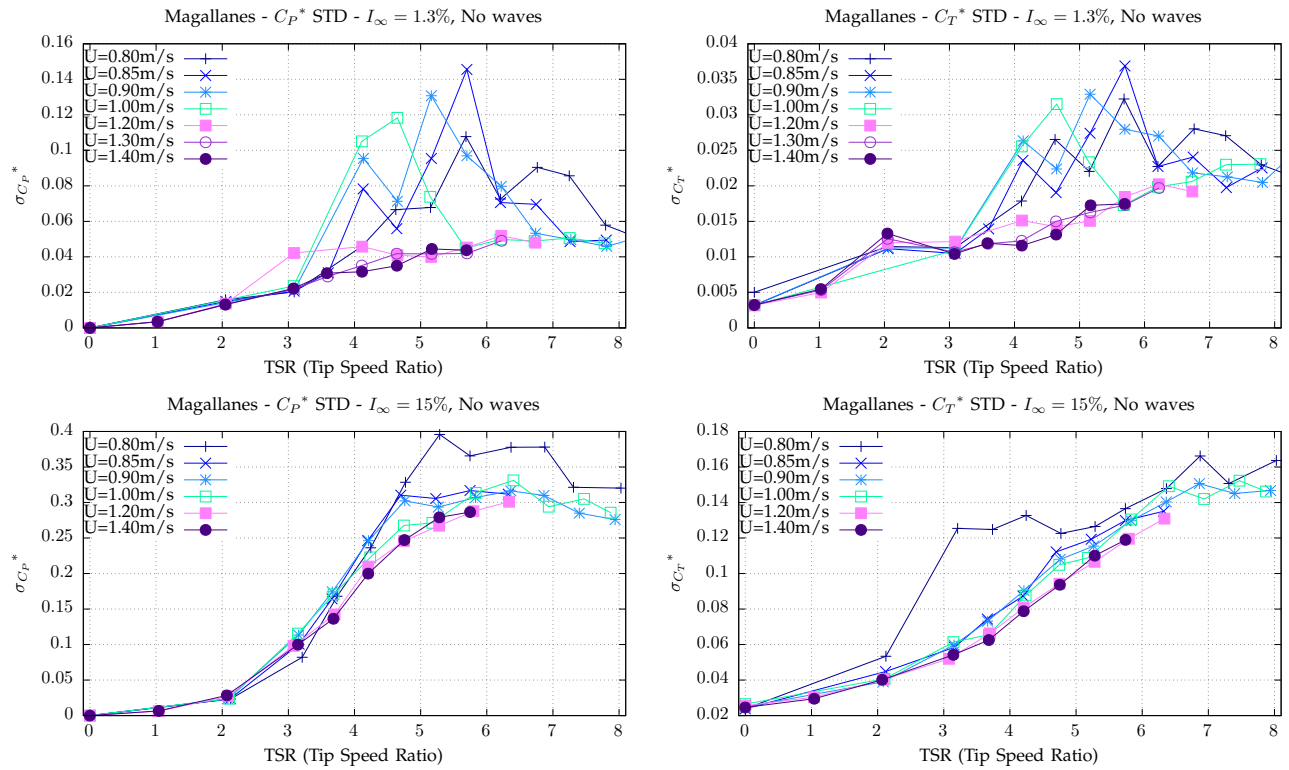 Magallanes - C_P* STD - I_∞ = 1.3%, No waves
σ_{C_P}*
0.16
0.14
0.12
0.1
0.08
0.06
0.04
0.02
0
U=0.80m/s
U=0.85m/s
U=0.90m/s
U=1.00m/s
U=1.20m/s
U=1.30m/s
U=1.40m/s
0 1 2 3 4 5 6 7 8
TSR (Tip Speed Ratio)
Magallanes - C_T* STD - I_∞ = 1.3%, No waves
σ_{C_T}*
0.04
0.035
0.03
0.025
0.02
0.015
0.01
0.005
0
U=0.80m/s
U=0.85m/s
U=0.90m/s
U=1.00m/s
U=1.20m/s
U=1.30m/s
U=1.40m/s
0 1 2 3 4 5 6 7 8
TSR (Tip Speed Ratio)
Magallanes - C_P* STD - I_∞ = 15%, No waves
σ_{C_P}*
0.4
0.35
0.3
0.25
0.2
0.15
0.1
0.05
0
U=0.80m/s
U=0.85m/s
U=0.90m/s
U=1.00m/s
U=1.20m/s
U=1.40m/s
0 1 2 3 4 5 6 7 8
TSR (Tip Speed Ratio)
Magallanes - C_T* STD - I_∞ = 15%, No waves
σ_{C_T}*
0.18
0.16
0.14
0.12
0.1
0.08
0.06
0.04
0.02
U=0.80m/s
U=0.85m/s
U=0.90m/s
U=1.00m/s
U=1.20m/s
U=1.40m/s
0 1 2 3 4 5 6 7 8
TSR (Tip Speed Ratio)